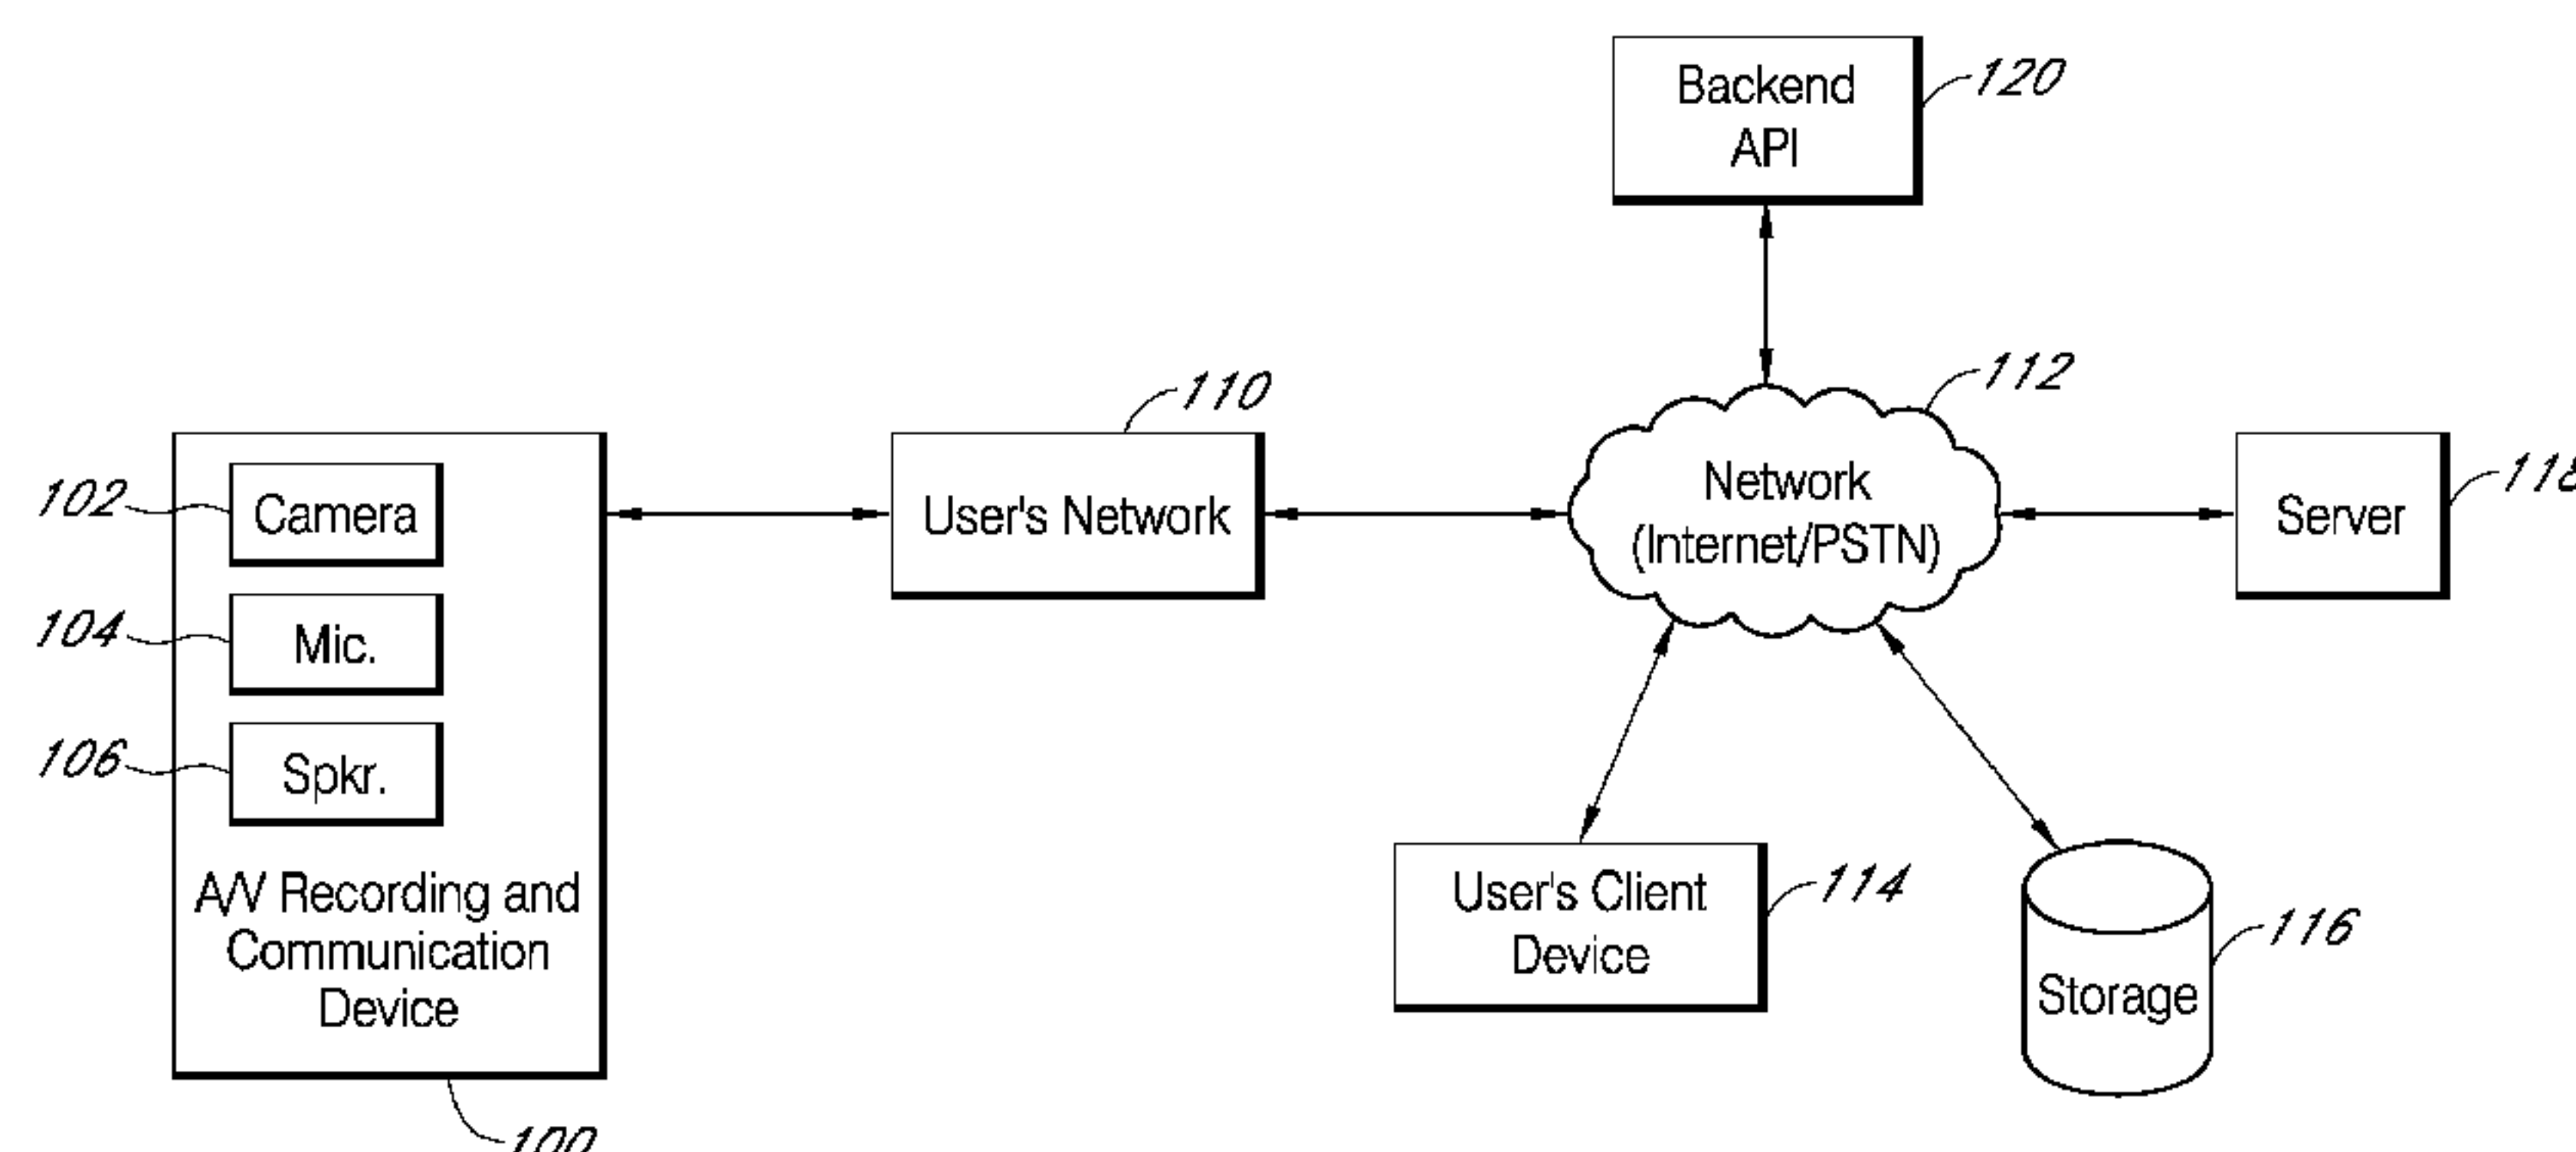 Backend
API
120
112
110
Network
(Internet/PSTN)
User's Network
Server
118
102
Camera
104
Mic.
106
Spkr.
A/V Recording and
Communication
Device
100
User's Client
Device
114
116
Storage